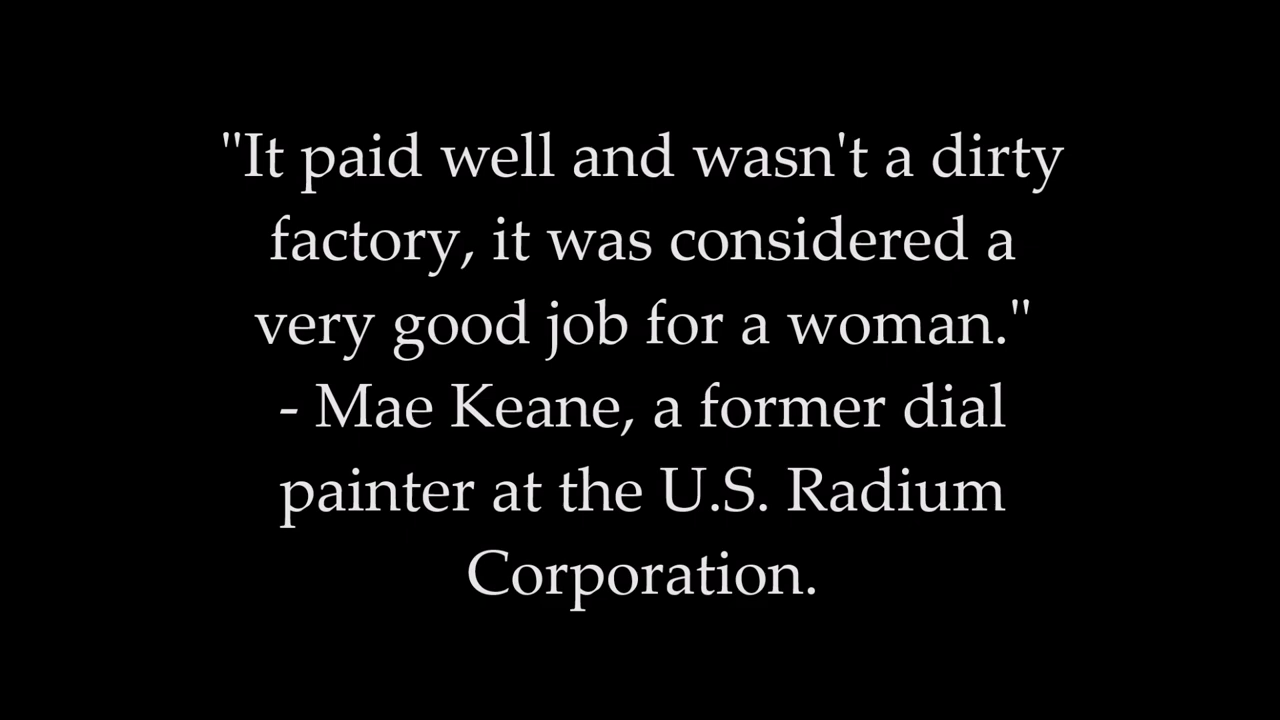 "It paid well and wasn't a dirty
factory, it was considered a
very good job for a woman."
- Mae Keane, a former dial
painter at the U.S. Radium
Corporation.